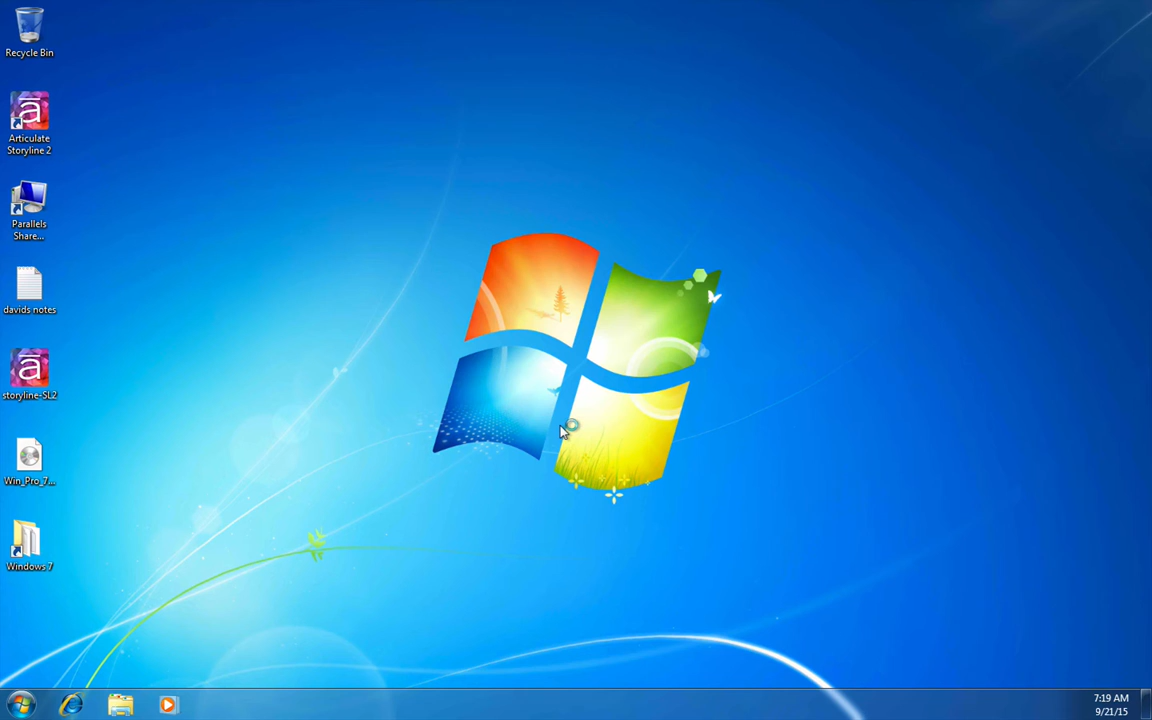 Recycle Bin
Articulate
Storyline 2
Parallels
Share...
davids notes
storyline-SL2
Win_Pro_7...
Windows 7
7:19 AM
9/21/15